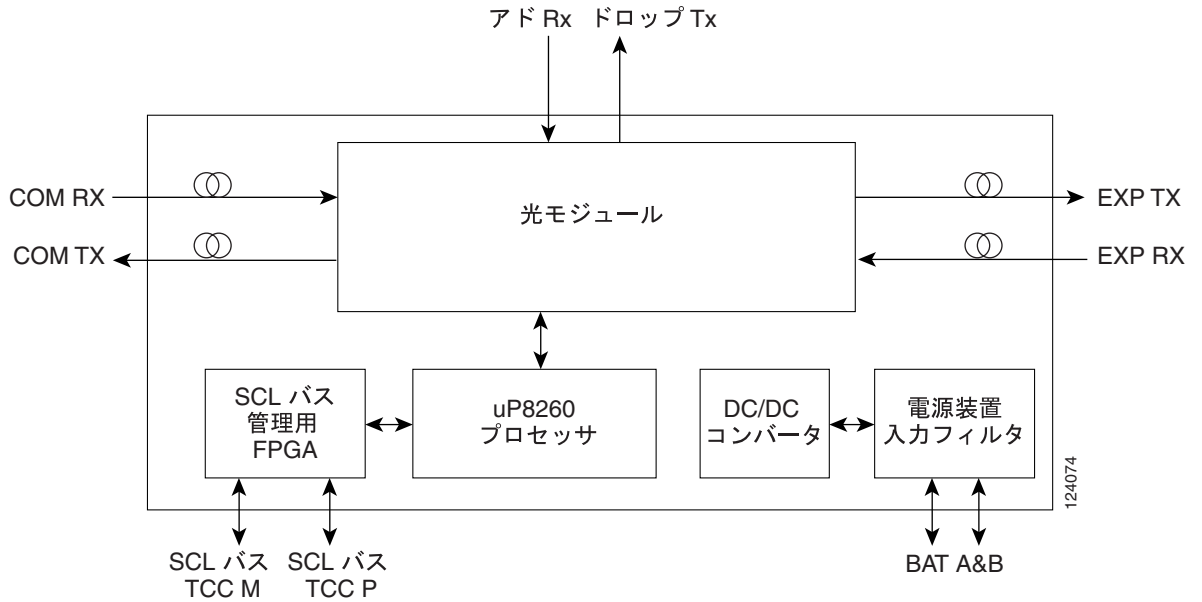 アド Rx ドロップ Tx
COM RX
光モジュール
EXP TX
COM TX
EXP RX
SCL バス
管理用
FPGA
uP8260
プロセッサ
DC/DC
コンバータ
電源装置
入力フィルタ
124074
SCL バス
TCC M
SCL バス
TCC P
BAT A&B